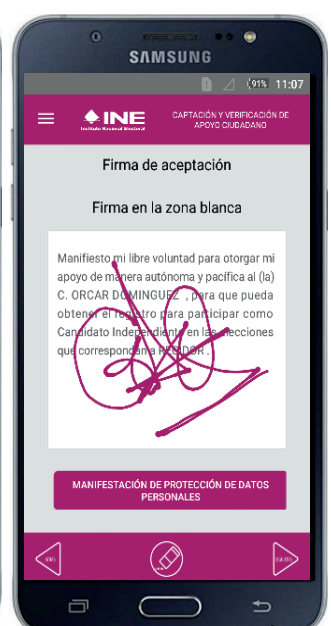 SAMSUNG
91% 11:07
INE
Instituto Nacional Electoral
CAPTACIÓN Y VERIFICACIÓN DE
APOYO CIUDADANO
Firma de aceptación
Firma en la zona blanca
Manifiesto mi libre voluntad para otorgar mi
apoyo de manera autónoma y pacífica al (la)
C. ORCAR DOMINGUEZ , para que pueda
obtener el registro para participar como
Candidato Independiente en las elecciones
que correspondan a REGIDOR .
MANIFESTACIÓN DE PROTECCIÓN DE DATOS
PERSONALES